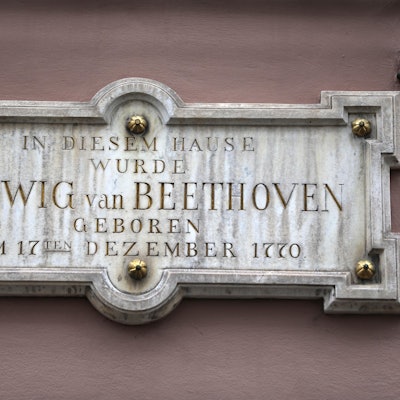 IN DIESEM HAUSE
WURDE
WIG van BEETHOVEN
GEBOREN
M 17TEN DEZEMBER 1770